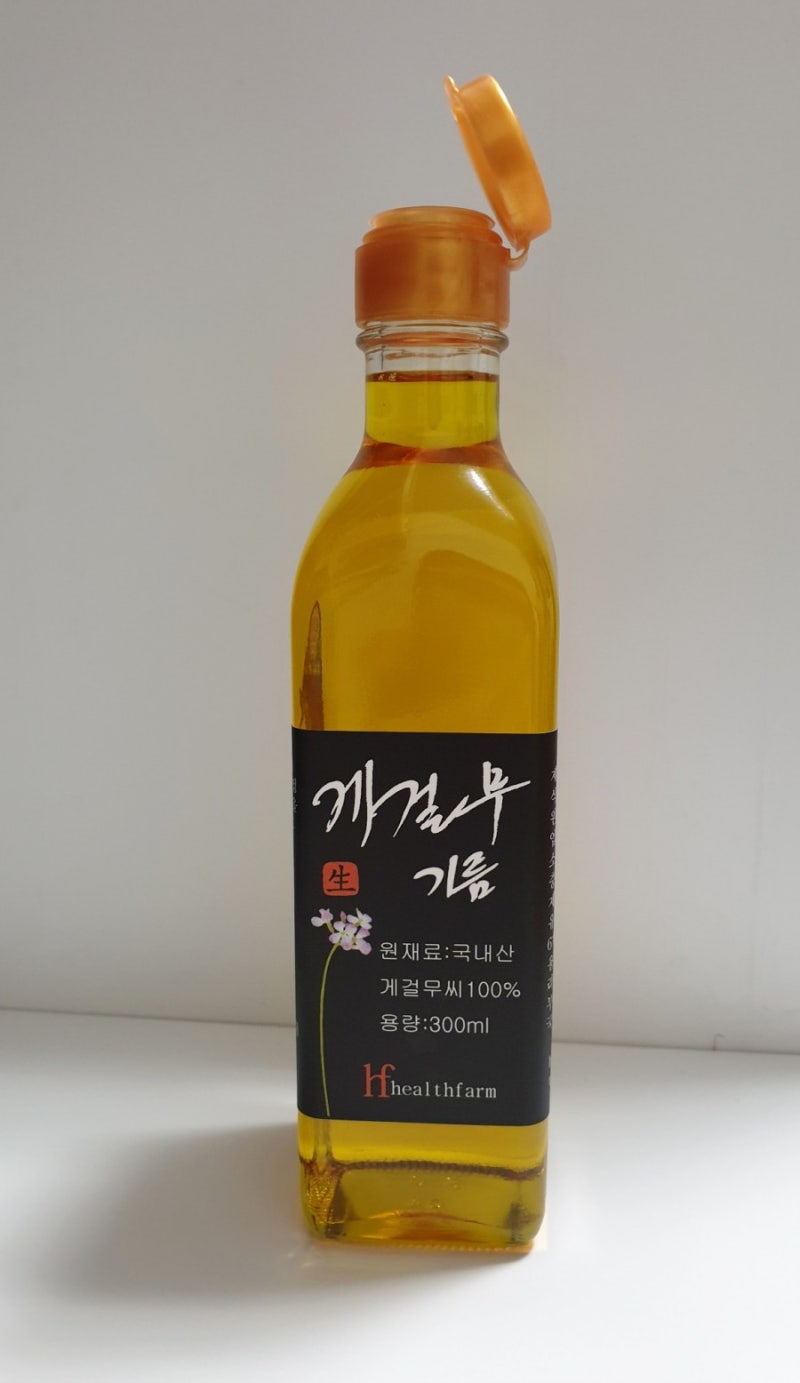 게걸무
기름
生
원재료:국내산
게걸무씨100%
용량:300ml
hf healthfarm